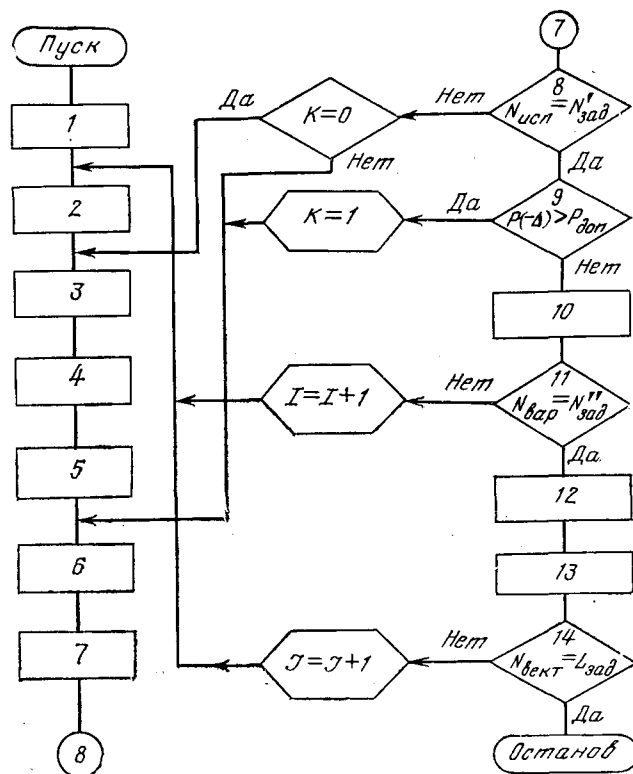 Пуск
1
2
3
4
5
6
7
8
7
8
Nисп = N'зад
Нет
Да
K=0
Да
Нет
9
P(-Δ) > Pдоп
Да
Нет
K=1
10
11
Nвар = N''зад
Нет
Да
I=I+1
12
13
14
Nвект = Lзад
Нет
Да
J=J+1
Останов